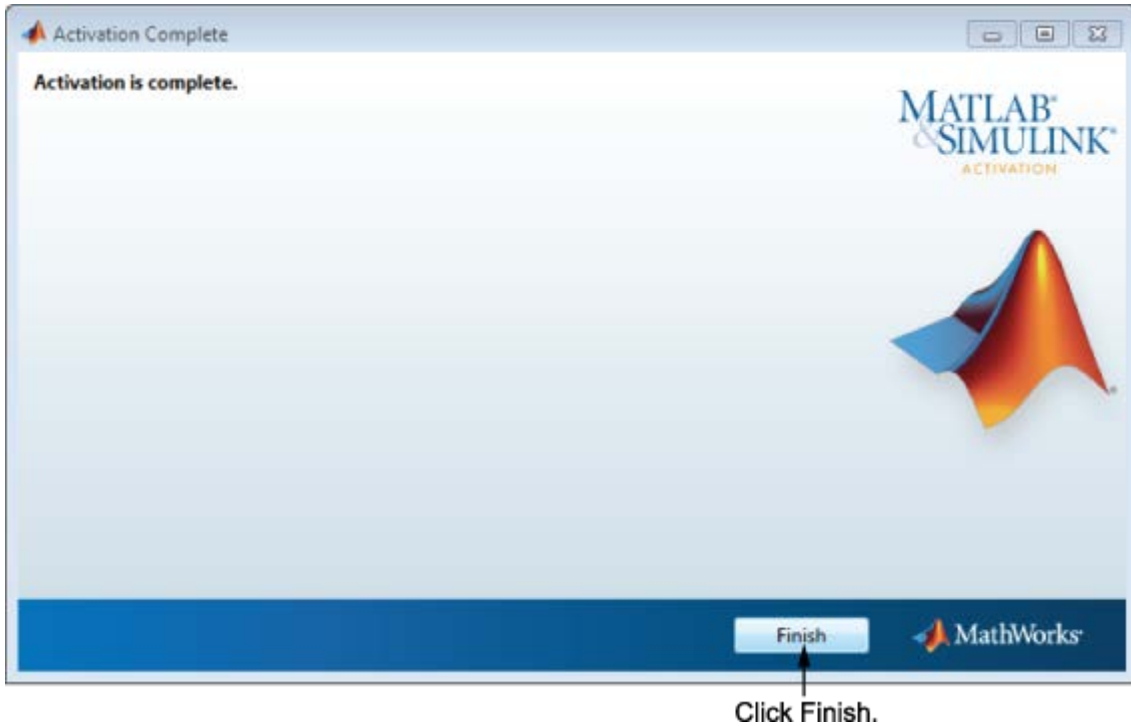 Activation Complete
Activation is complete.
MATLAB®
&SIMULINK®
ACTIVATION
®
Finish
MathWorks®
Click Finish.